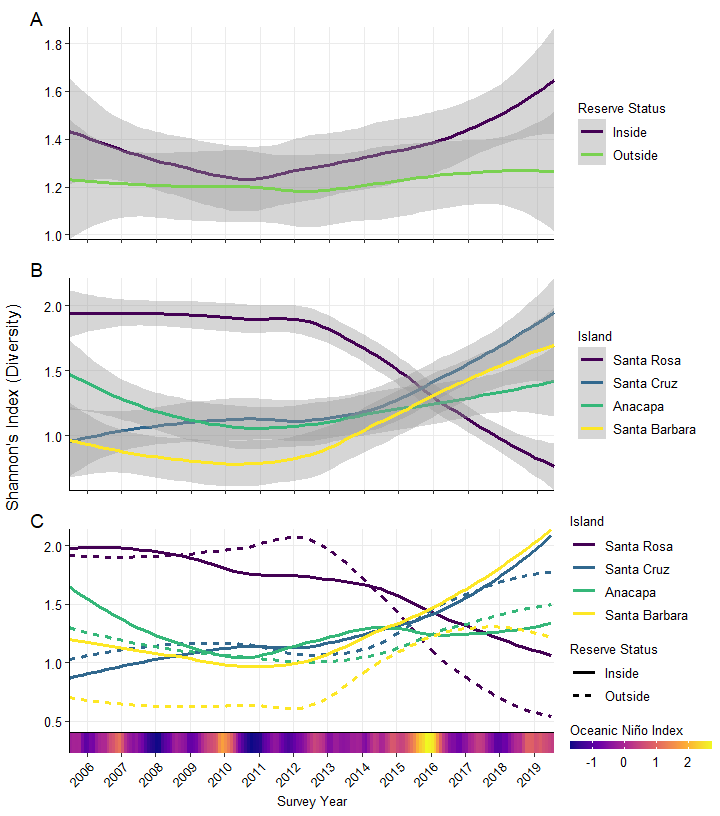 A
1.8
1.6
1.4
1.2
1.0
Reserve Status
Inside
Outside
B
2.0
1.5
1.0
Island
Santa Rosa
Santa Cruz
Anacapa
Santa Barbara
Shannon's Index (Diversity)
C
2.0
1.5
1.0
0.5
Island
Santa Rosa
Santa Cruz
Anacapa
Santa Barbara
Reserve Status
Inside
Outside
Oceanic Niño Index
-1 0 1 2
2006 2007 2008 2009 2010 2011 2012 2013 2014 2015 2016 2017 2018 2019
Survey Year